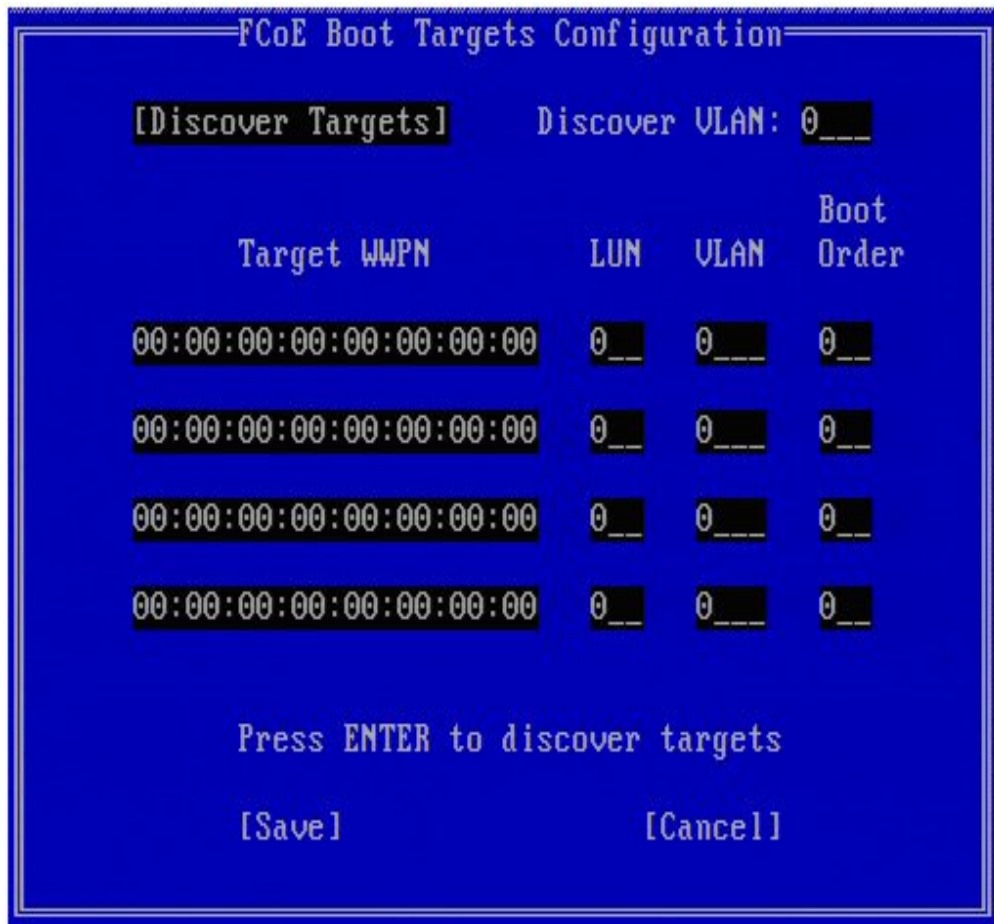 FCoE Boot Targets Configuration
[Discover Targets] Discover VLAN: 0___
Boot
Target WWPN LUN VLAN Order
00:00:00:00:00:00:00:00 0__ 0___ 0__
00:00:00:00:00:00:00:00 0__ 0___ 0__
00:00:00:00:00:00:00:00 0__ 0___ 0__
00:00:00:00:00:00:00:00 0__ 0___ 0__
Press ENTER to discover targets
[Save] [Cancel]